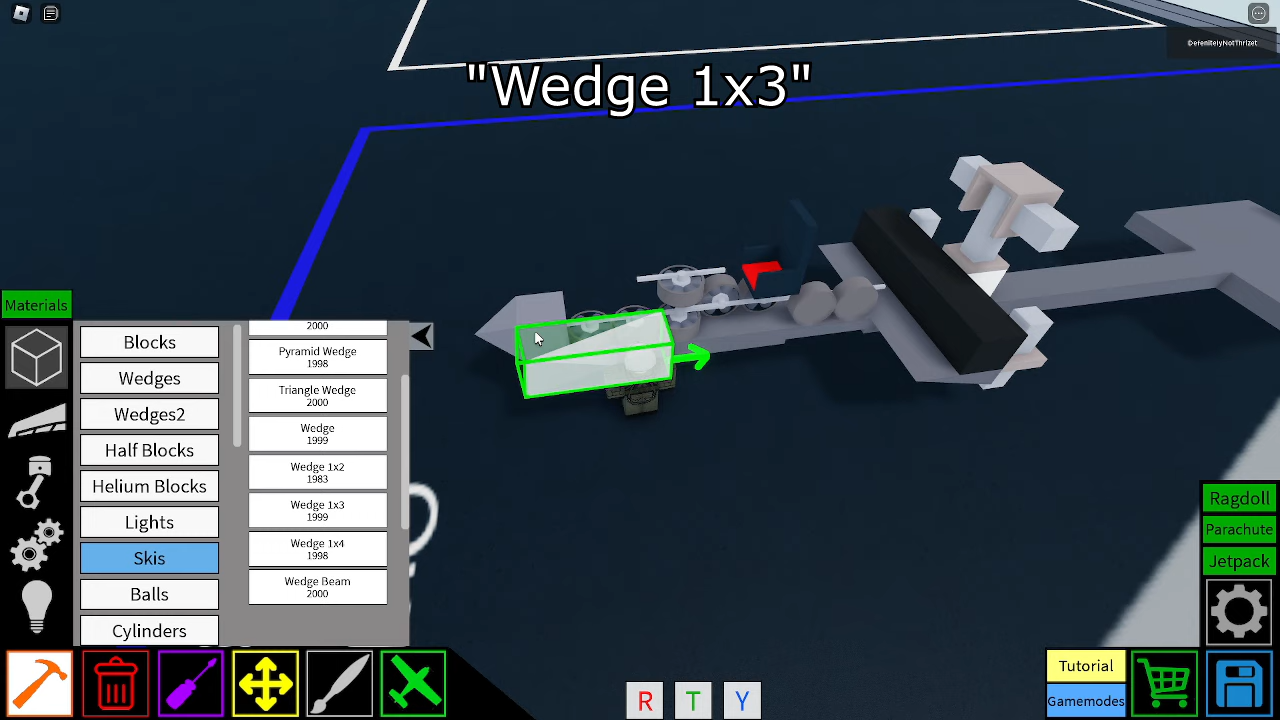 DefenitelyNotThrizet
"Wedge 1x3"
Materials
Blocks
Wedges
Wedges2
Half Blocks
Helium Blocks
Lights
Skis
Balls
Cylinders
2000
Pyramid Wedge
1998
Triangle Wedge
2000
Wedge
1999
Wedge 1x2
1983
Wedge 1x3
1999
Wedge 1x4
1998
Wedge Beam
2000
Ragdoll
Parachute
Jetpack
Tutorial
Gamemodes
R T Y